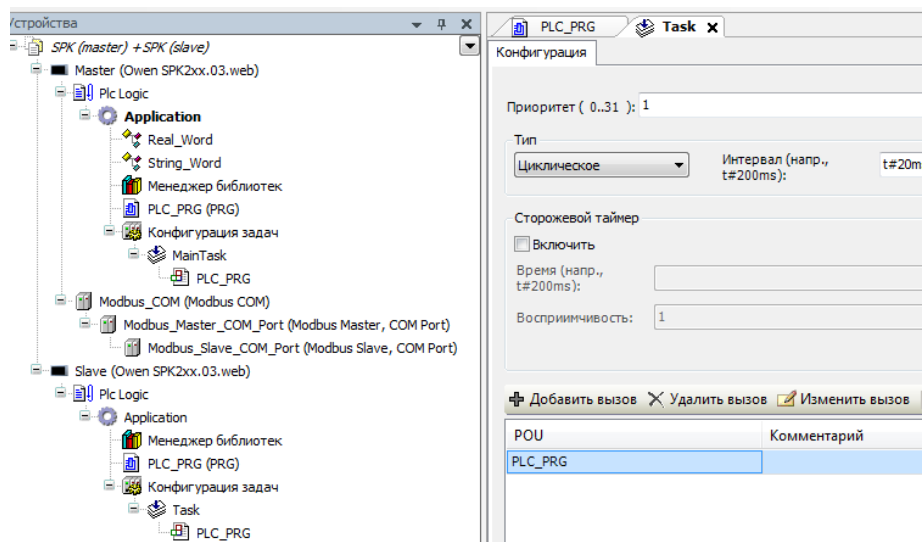 Устройства
SPK (master) +SPK (slave)
Master (Owen SPK2xx.03.web)
Plc Logic
Application
Real_Word
String_Word
Менеджер библиотек
PLC_PRG (PRG)
Конфигурация задач
MainTask
PLC_PRG
Modbus_COM (Modbus COM)
Modbus_Master_COM_Port (Modbus Master, COM Port)
Modbus_Slave_COM_Port (Modbus Slave, COM Port)
Slave (Owen SPK2xx.03.web)
Plc Logic
Application
Менеджер библиотек
PLC_PRG (PRG)
Конфигурация задач
Task
PLC_PRG
PLC_PRG Task
Конфигурация
Приоритет ( 0..31 ): 1
Тип
Циклическое Интервал (напр., t#20m
t#200ms):
Сторожевой таймер
Включить
Время (напр.,
t#200ms):
Восприимчивость: 1
Добавить вызов Удалить вызов Изменить вызов
POU Комментарий
PLC_PRG